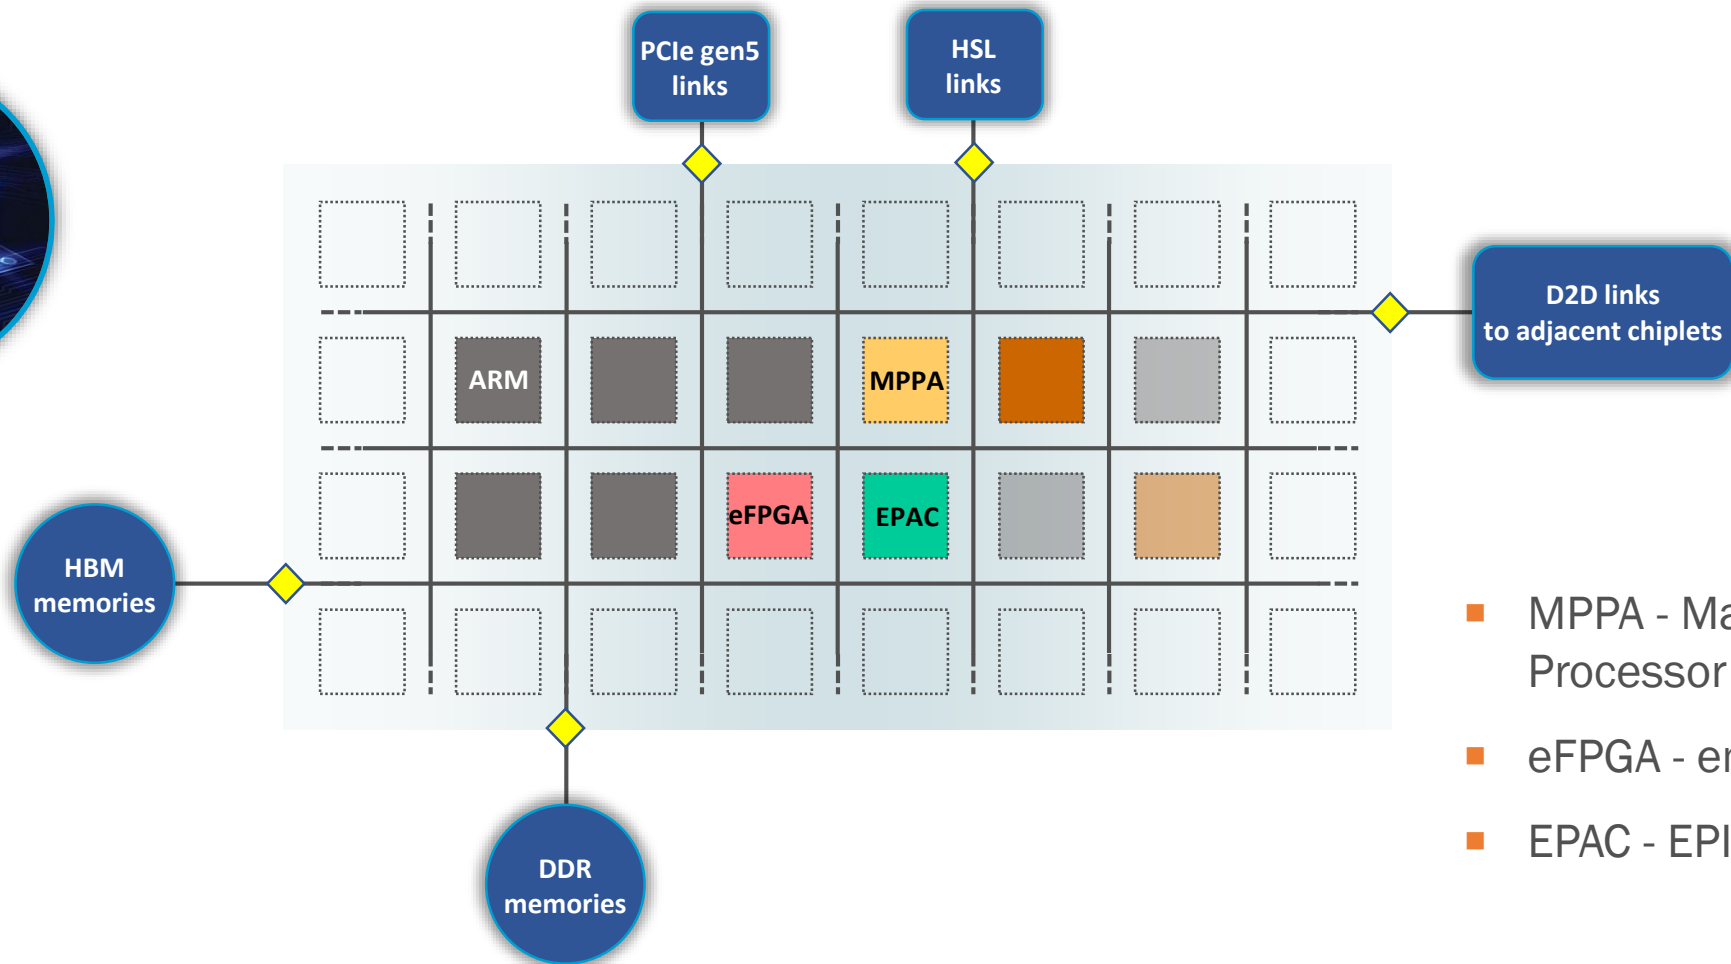 PCIe gen5
links
HSL
links
D2D links
to adjacent chiplets
ARM
MPPA
eFPGA
EPAC
HBM
memories
DDR
memories
MPPA - Ma
Processor
eFPGA - e
EPAC - EPI